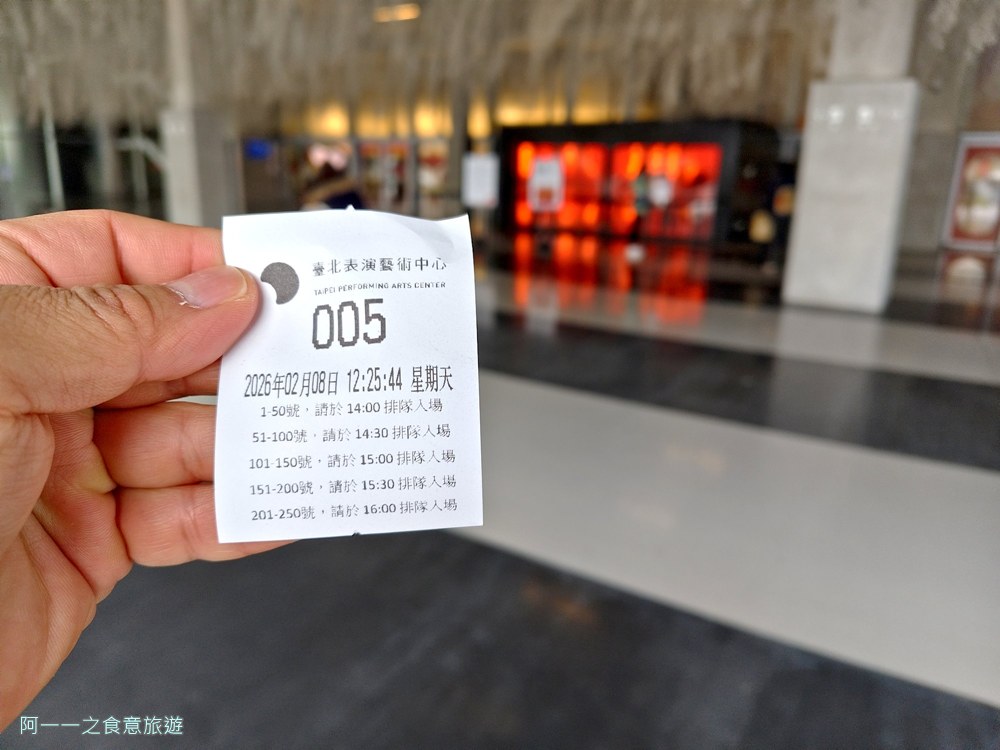 臺北表演藝術中心
TAIPEI PERFORMING ARTS CENTER
005
2026年02月08日 12:25:44 星期天
1-50號，請於 14:00 排隊入場
51-100號，請於 14:30 排隊入場
101-150號，請於 15:00 排隊入場
151-200號，請於 15:30 排隊入場
201-250號，請於 16:00 排隊入場
阿一一之食意旅遊